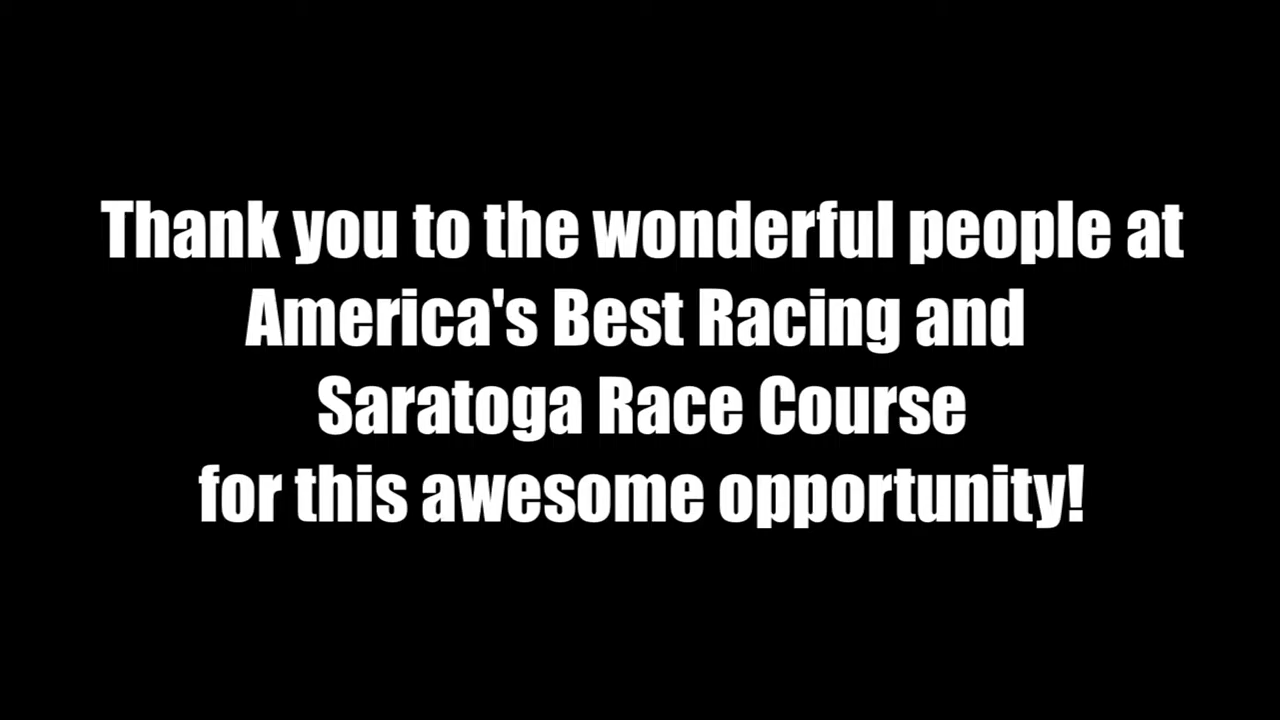 Thank you to the wonderful people at
America's Best Racing and
Saratoga Race Course
for this awesome opportunity!